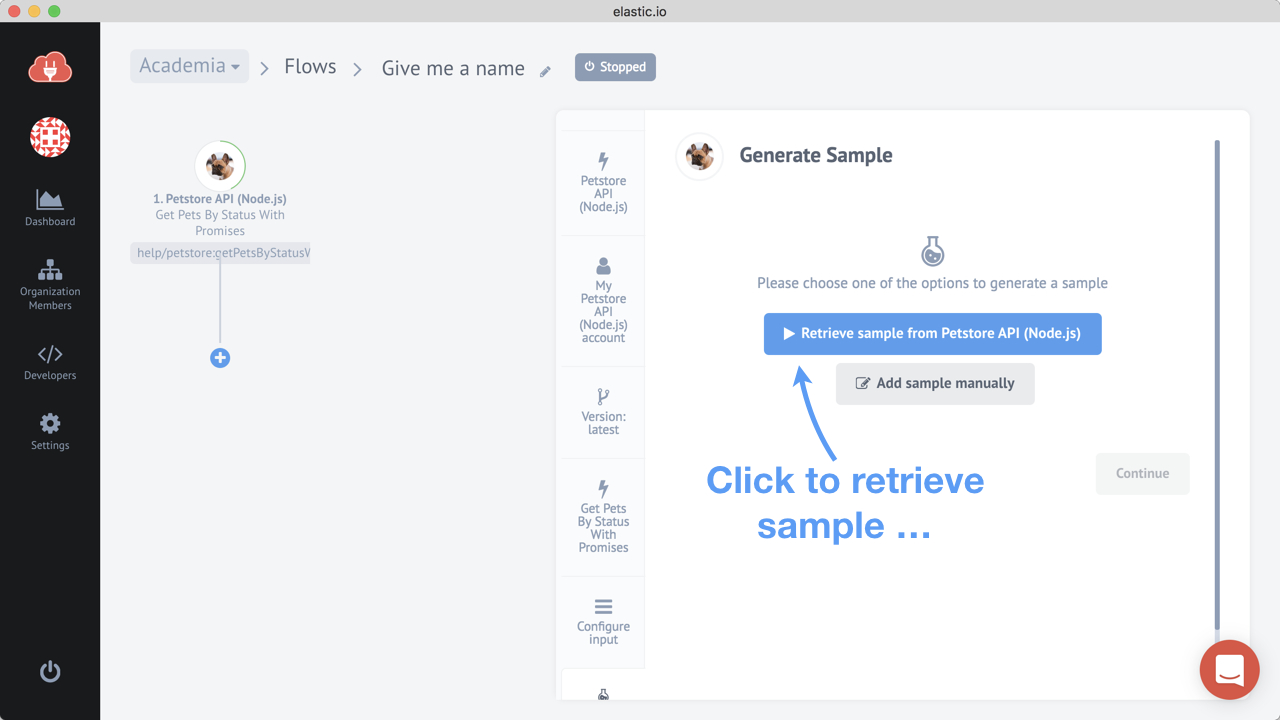 elastic.io
Academia
Flows
Give me a name
Stopped
Dashboard
Organization
Members
Developers
Settings
1. Petstore API (Node.js)
Get Pets By Status With
Promises
help/petstore:getPetsByStatusW
Petstore
API
(Node.js)
My
Petstore
API
(Node.js)
account
Version:
latest
Get Pets
By Status
With
Promises
Configure
input
Generate Sample
Please choose one of the options to generate a sample
Retrieve sample from Petstore API (Node.js)
Add sample manually
Click to retrieve
sample ...
Continue